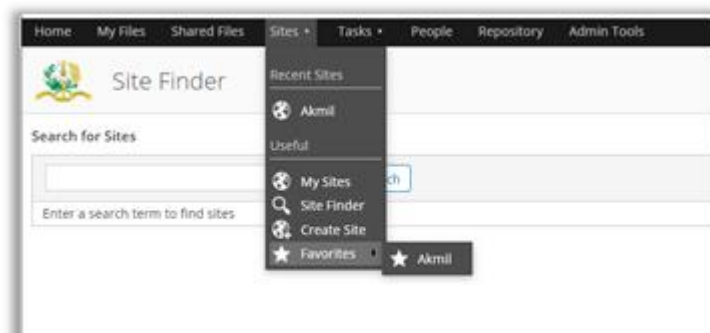 Home My Files Shared Files Sites Tasks People Repository Admin Tools
Site Finder
Recent Sites
Akmil
Search for Sites
Useful
My Sites
ch
Site Finder
Enter a search term to find sites
Create Site
Favorites
Akmil